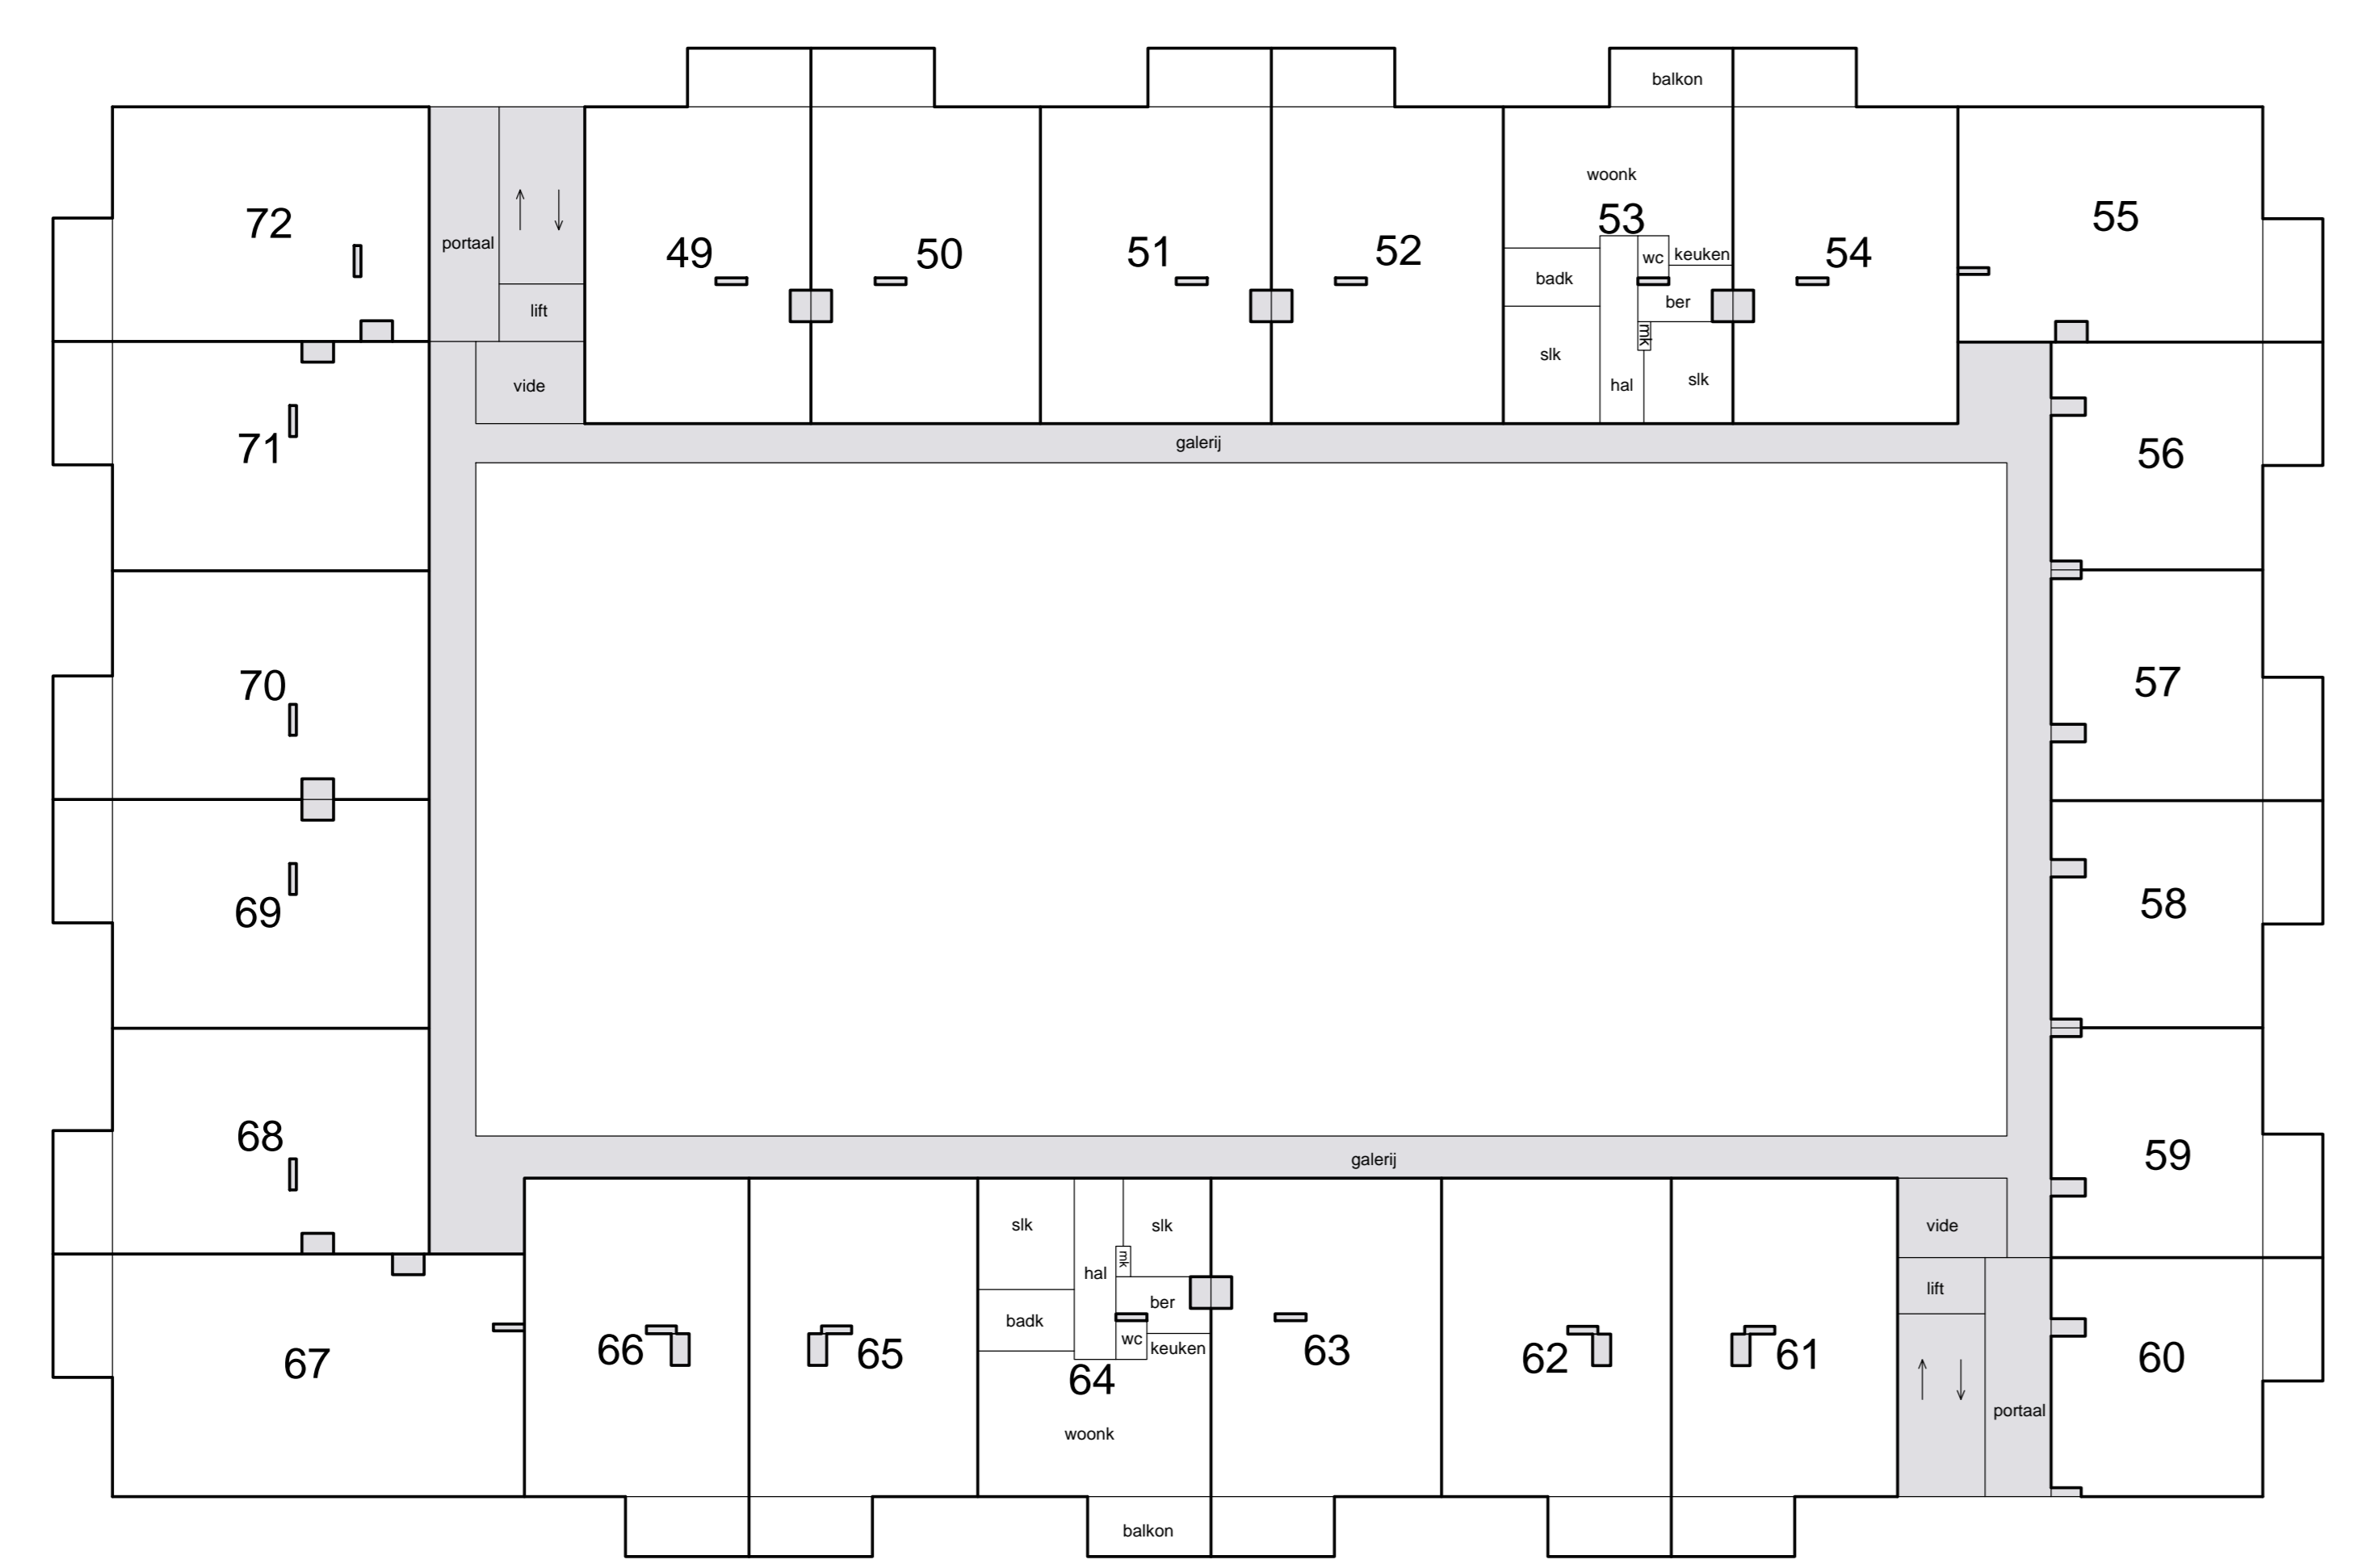 balkon
woonk
72
53
55
portaal
49
50
51
52
wc
keuken
54
badk
ber
lift
mk
slk
hal
slk
vide
71
galerij
56
70
57
69
58
68
galerij
59
slk
slk
vide
mk
hal
lift
ber
badk
wc
keuken
67
66
65
64
63
62
61
60
portaal
woonk
balkon